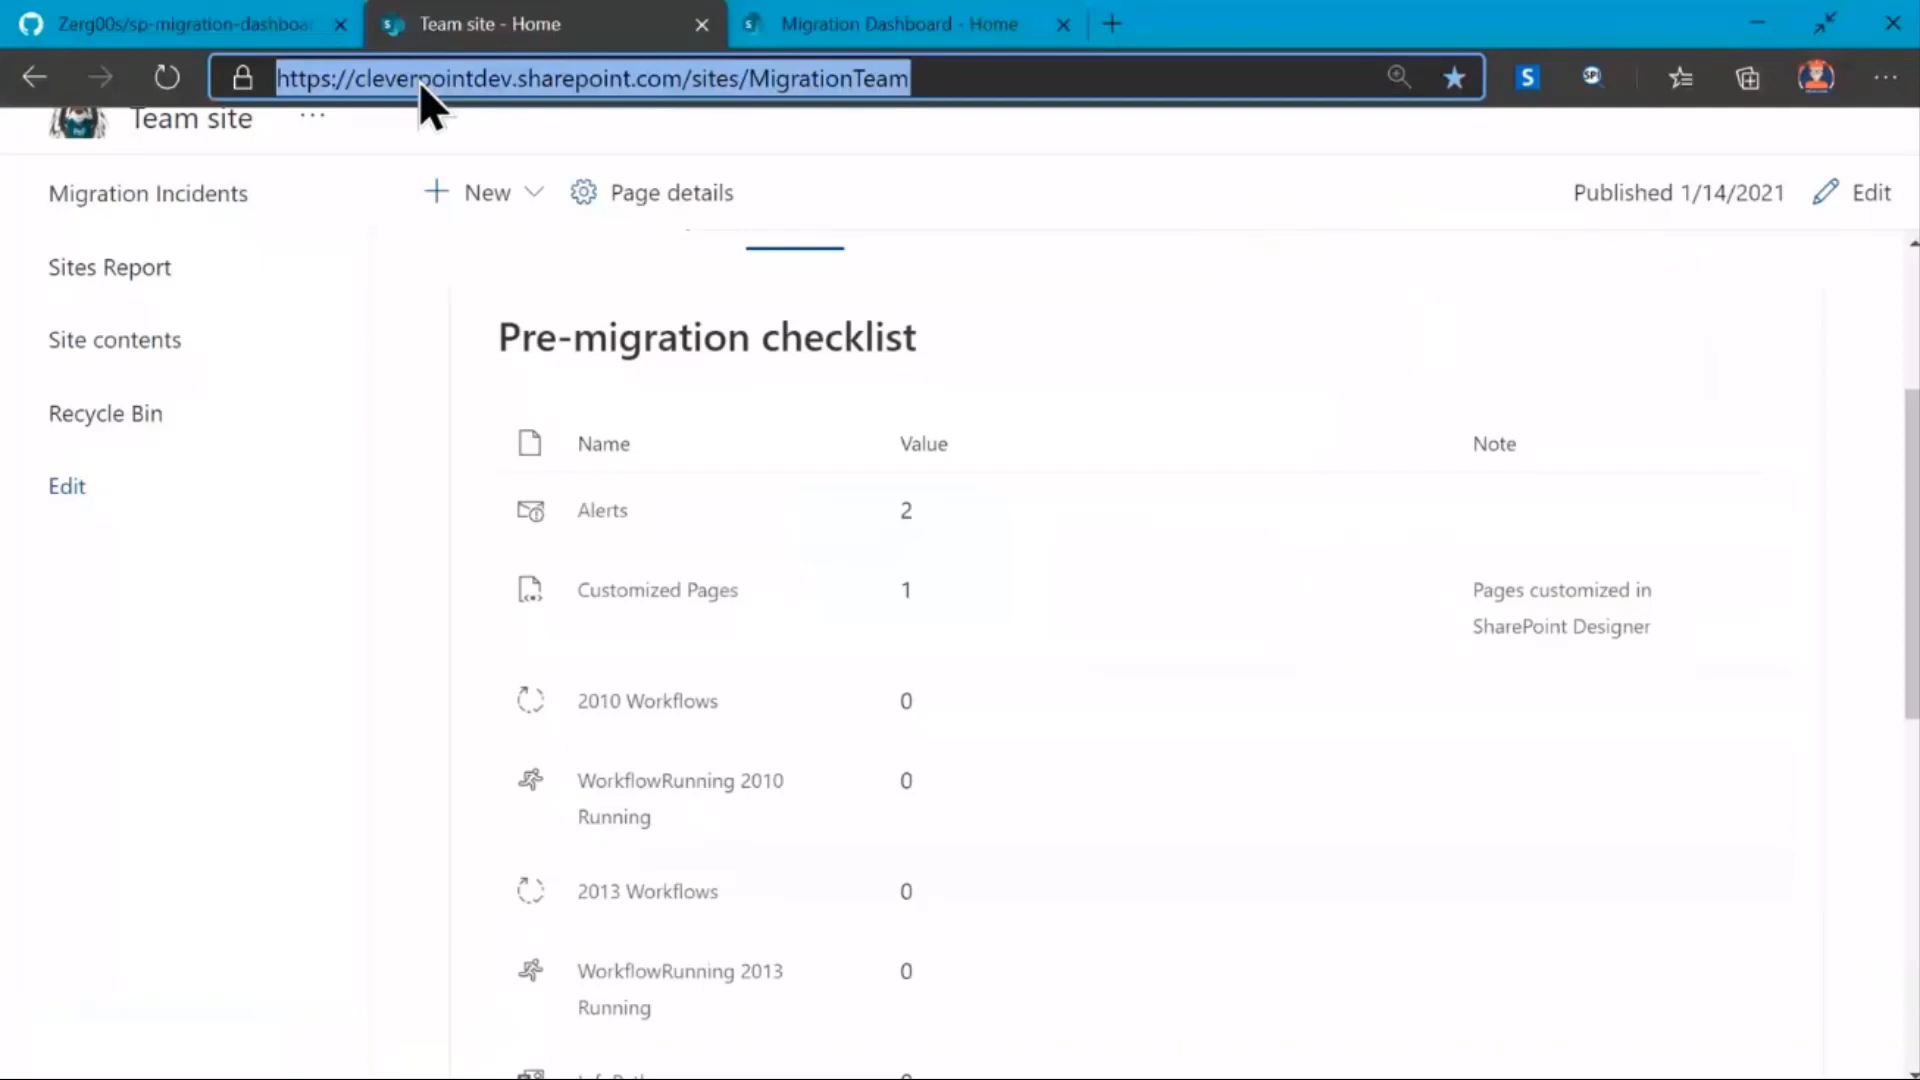 Zerg00s/sp-migration-dashboa
Team site - Home
Migration Dashboard - Home
https://cleverpointdev.sharepoint.com/sites/MigrationTeam
Team site
New
Page details
Published 1/14/2021
Edit
Migration Incidents
Sites Report
Site contents
Recycle Bin
Edit
Pre-migration checklist
Name Value Note
Alerts 2
Customized Pages 1 Pages customized in
SharePoint Designer
2010 Workflows 0
WorkflowRunning 2010 0
Running
2013 Workflows 0
WorkflowRunning 2013 0
Running